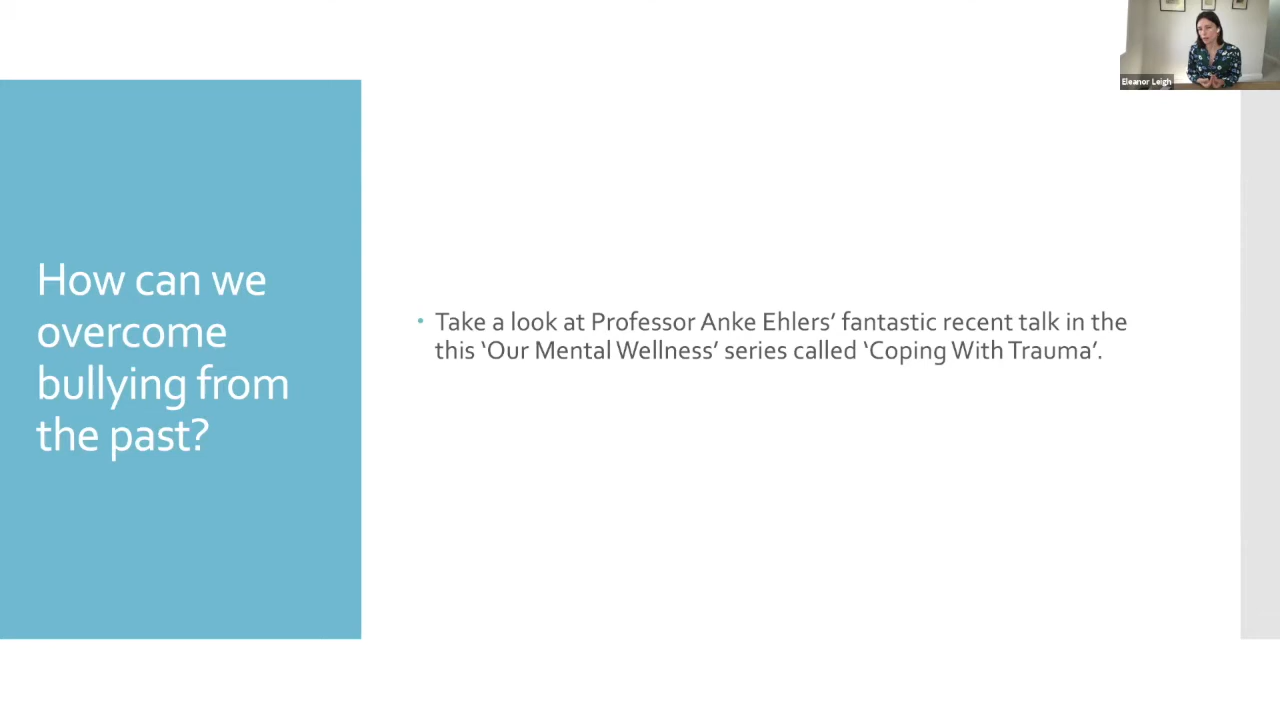 Eleanor Leigh
How can we
overcome
bullying from
the past?
• Take a look at Professor Anke Ehlers’ fantastic recent talk in the
this ‘Our Mental Wellness’ series called ‘Coping With Trauma’.